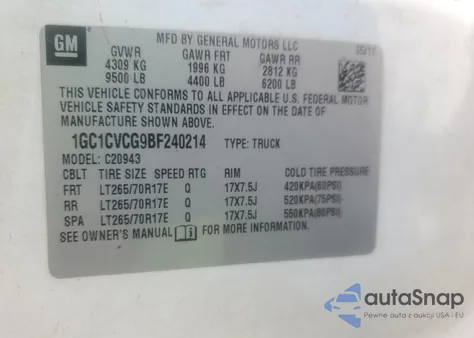 GM
MFD BY GENERAL MOTORS LLC
05/11
GVWR GAWR FRT GAWR RR
4309 KG 1996 KG 2812 KG
9500 LB 4400 LB 6200 LB
THIS VEHICLE CONFORMS TO ALL APPLICABLE U.S. FEDERAL MOTOR
VEHICLE SAFETY STANDARDS IN EFFECT ON THE DATE OF
MANUFACTURE SHOWN ABOVE.
1GC1CVCG9BF240214 TYPE: TRUCK
MODEL: C20943
CBLT TIRE SIZE SPEED RTG RIM COLD TIRE PRESSURE
FRT LT265/70R17E Q 17X7.5J 420KPA(60PSI)
RR LT265/70R17E Q 17X7.5J 520KPA(75PSI)
SPA LT265/70R17E Q 17X7.5J 550KPA(80PSI)
SEE OWNER'S MANUAL FOR MORE INFORMATION.
autoSnap
Pewne auta z aukcji USA i EU